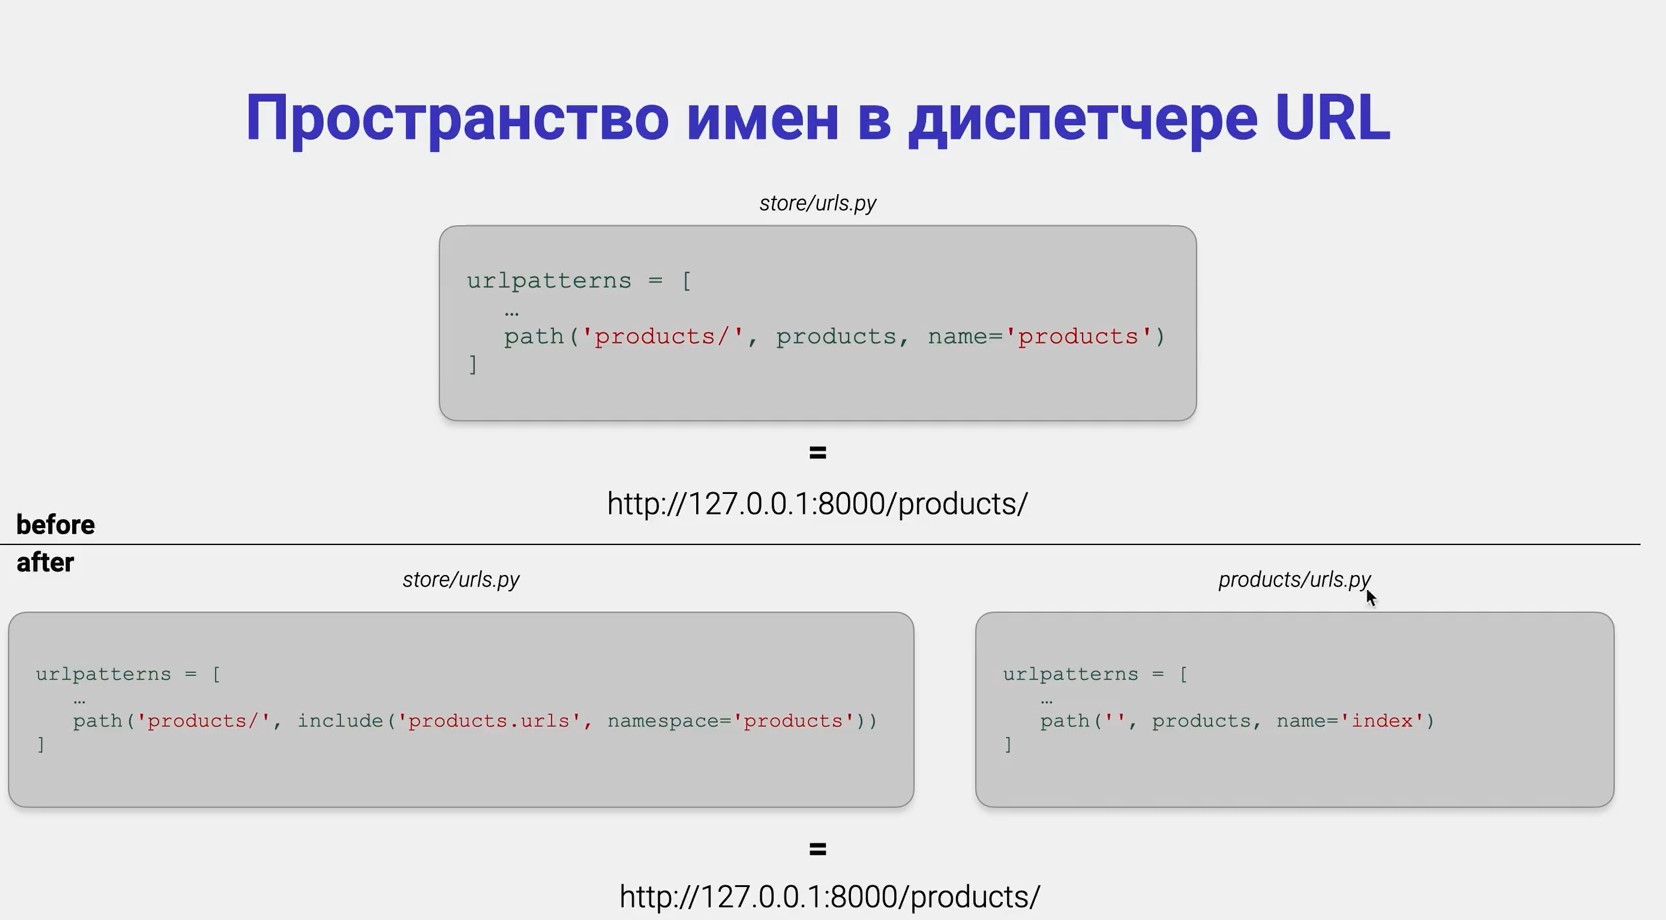 Пространство имен в диспетчере URL
store/urls.py
urlpatterns = [
…
path('products/', products, name='products')
]
=
http://127.0.0.1:8000/products/
before
after
store/urls.py
urlpatterns = [
…
path('products/', include('products.urls', namespace='products'))
]
products/urls.py
urlpatterns = [
…
path('', products, name='index')
]
=
http://127.0.0.1:8000/products/